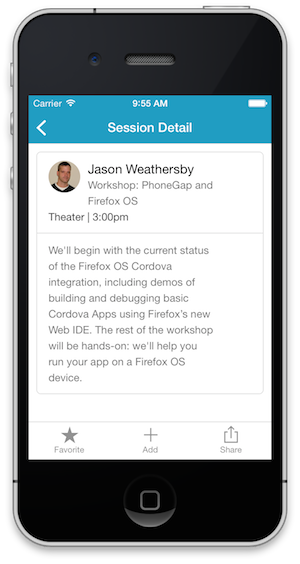 Carrier 9:55 AM
Session Detail
Jason Weathersby
Workshop: PhoneGap and
Firefox OS
Theater | 3:00pm
We'll begin with the current status
of the Firefox OS Cordova
integration, including demos of
building and debugging basic
Cordova Apps using Firefox's new
Web IDE. The rest of the workshop
will be hands-on: we'll help you
run your app on a Firefox OS
device.
Favorite Add Share